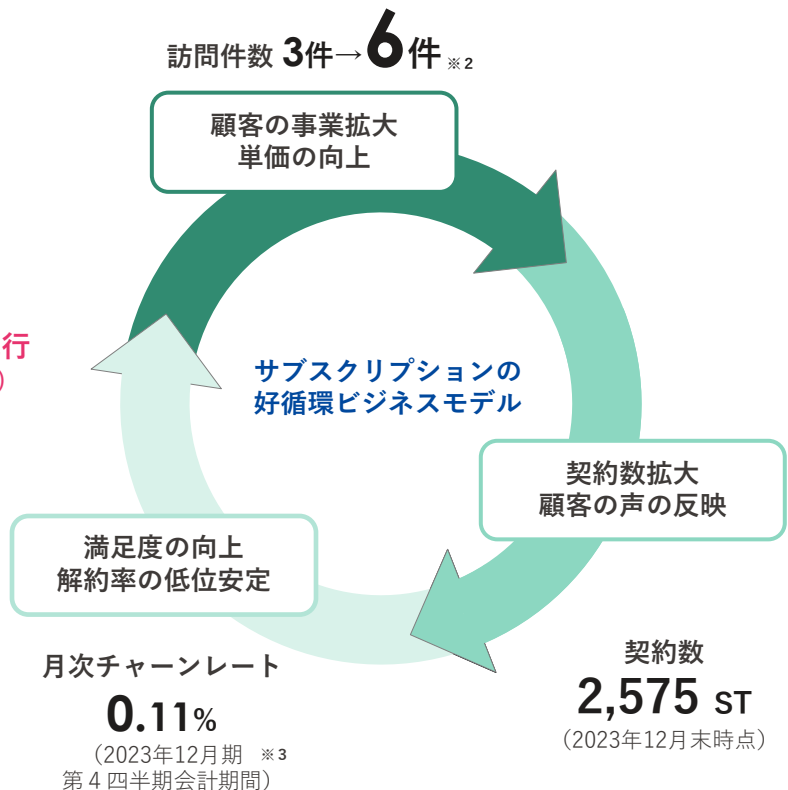 訪問件数 3件→6件 ※2
顧客の事業拡大
単価の向上
行
)
サブスクリプションの
好循環ビジネスモデル
契約数拡大
顧客の声の反映
満足度の向上
解約率の低位安定
月次チャーンレート
0.11%
(2023年12月期 ※3
第4四半期会計期間)
契約数
2,575 ST
(2023年12月末時点)